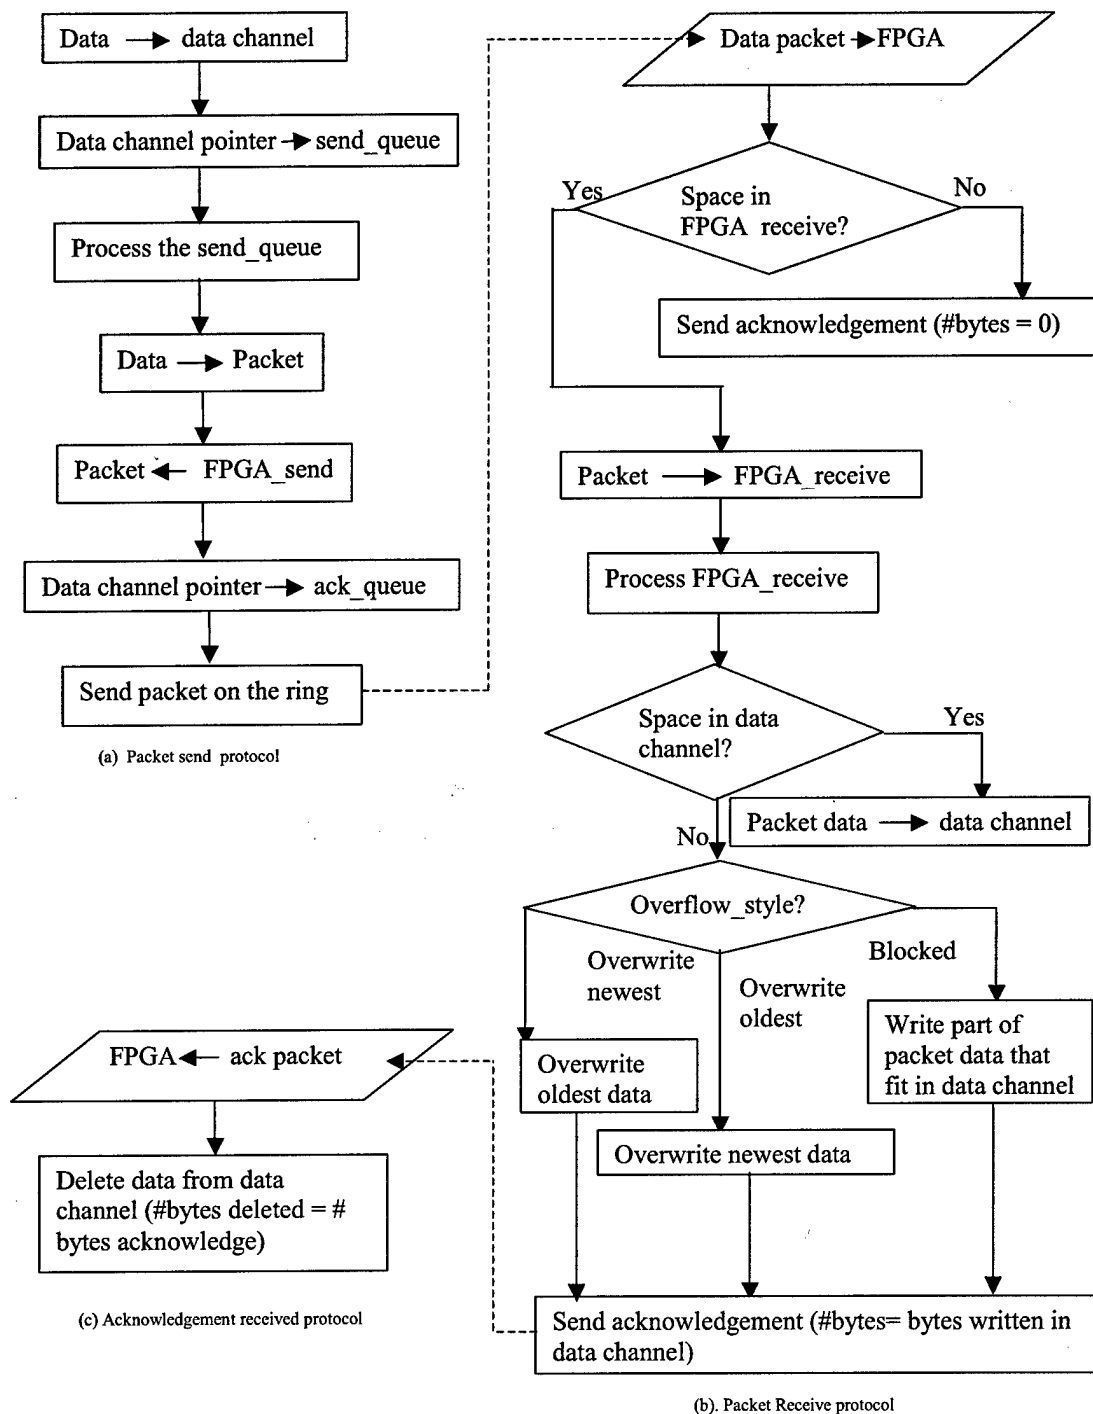 Data → data channel
Data channel pointer → send_queue
Process the send_queue
Data → Packet
Packet ← FPGA_send
Data channel pointer → ack_queue
Send packet on the ring
(a) Packet send protocol
Data packet → FPGA
Yes
No
Space in
FPGA_receive?
Send acknowledgement (#bytes = 0)
Packet → FPGA_receive
Process FPGA_receive
Space in data
channel?
Yes
Packet data → data channel
No
Overflow_style?
Overwrite
newest
Overwrite
oldest
Blocked
Overwrite
oldest data
Overwrite newest data
Write part of
packet data that
fit in data channel
Send acknowledgement (#bytes= bytes written in
data channel)
(b). Packet Receive protocol
FPGA ← ack packet
Delete data from data
channel (#bytes deleted = #
bytes acknowledge)
(c) Acknowledgement received protocol